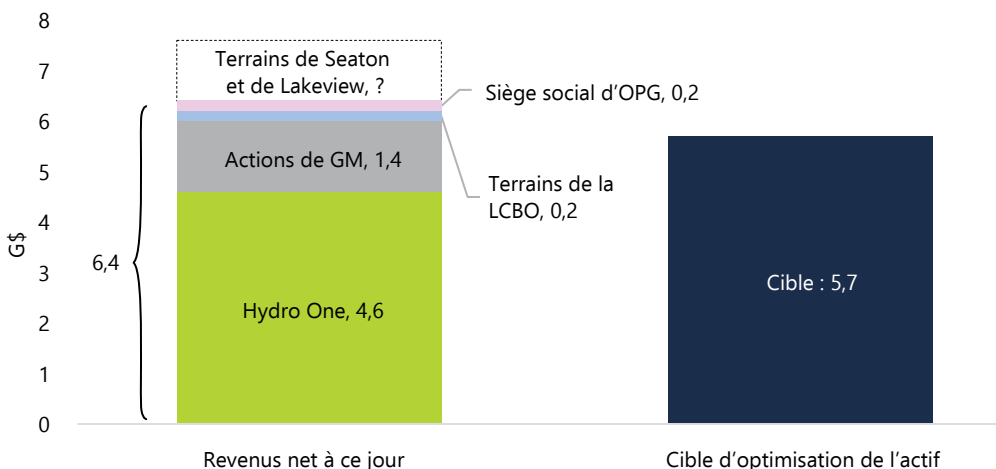 8
7
6
5
4
3
2
1
0
G$
6,4
Terrains de Seaton
et de Lakeview, ?
Actions de GM, 1,4
Hydro One, 4,6
Siège social d’OPG, 0,2
Terrains de la
LCBO, 0,2
Cible : 5,7
Revenus net à ce jour
Cible d’optimisation de l’actif